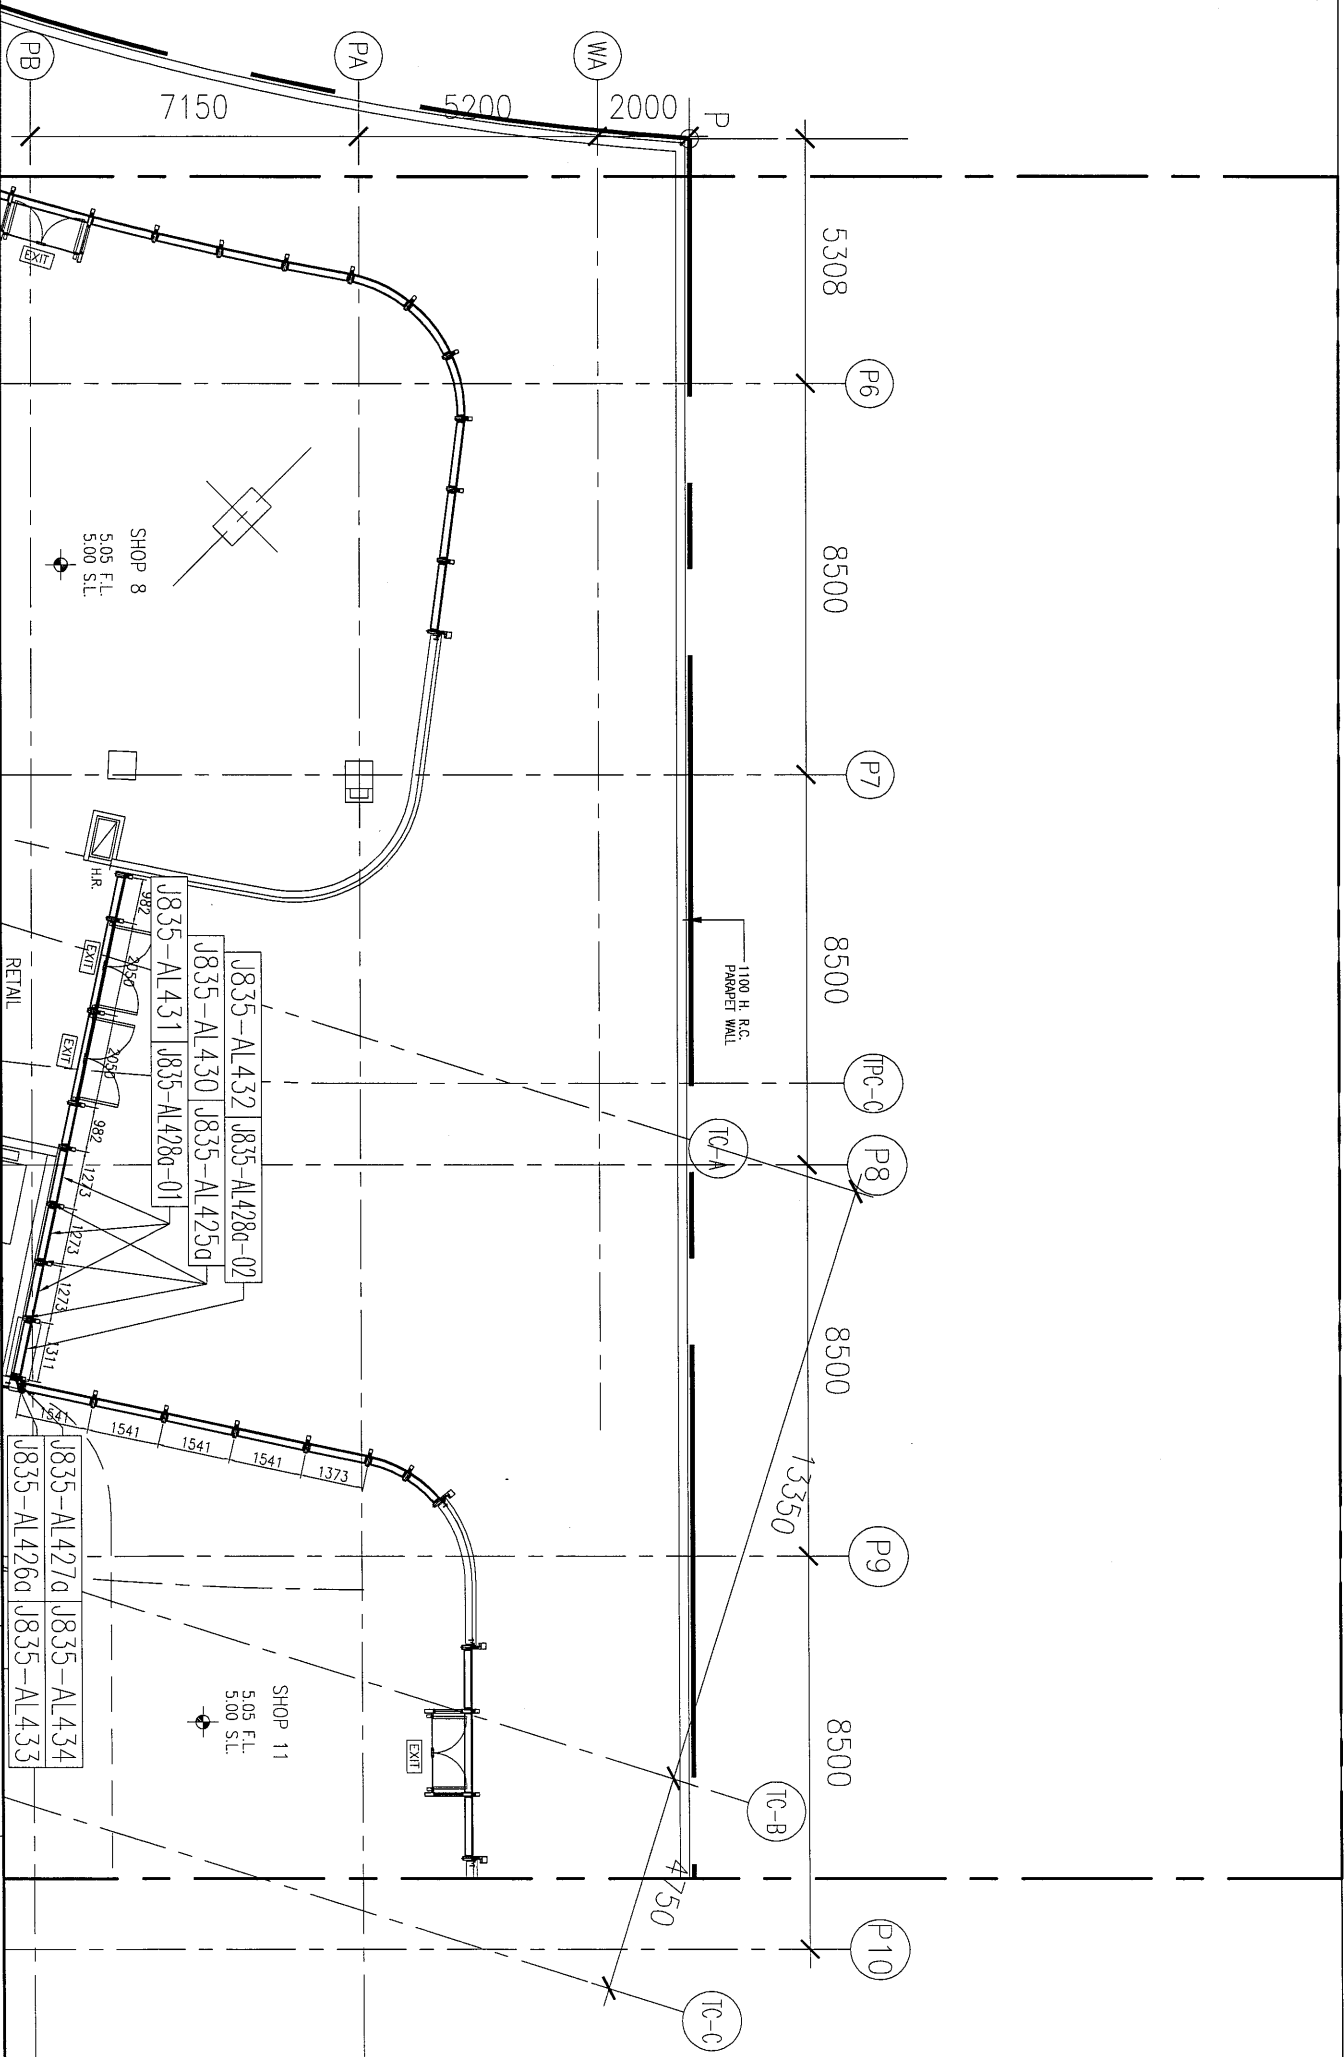 PB
PA
WA
7150
5200
2000
P
5308
P6
8500
P7
8500
TPC-C
P8
8500
P9
8500
P10
TC-A
13350
TC-B
4750
TC-C
EXIT
SHOP 8
5.05 F.L.
5.00 S.L.
1100 H. R.C.
PARAPET WALL
H.R.
RETAIL
EXIT
EXIT
982
2050
2050
982
1273
1273
1273
1311
J835-AL432 J835-AL428a-02
J835-AL430 J835-AL425a
J835-AL431 J835-AL428a-01
1541
1541
1541
1541
1373
J835-AL427a J835-AL434
J835-AL426a J835-AL433
SHOP 11
5.05 F.L.
5.00 S.L.
EXIT